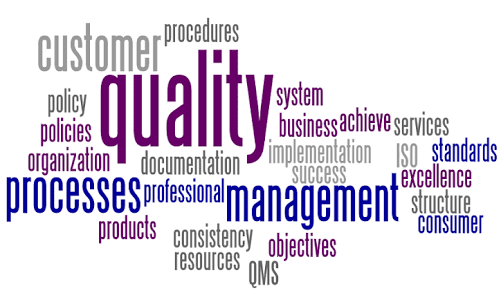 procedures
customer
quality
policy
system
policies
business achieve services
organization
documentation
implementation
ISO
standards
success
excellence
processes
professional
management
structure
consumer
products
consistency
objectives
resources
QMS